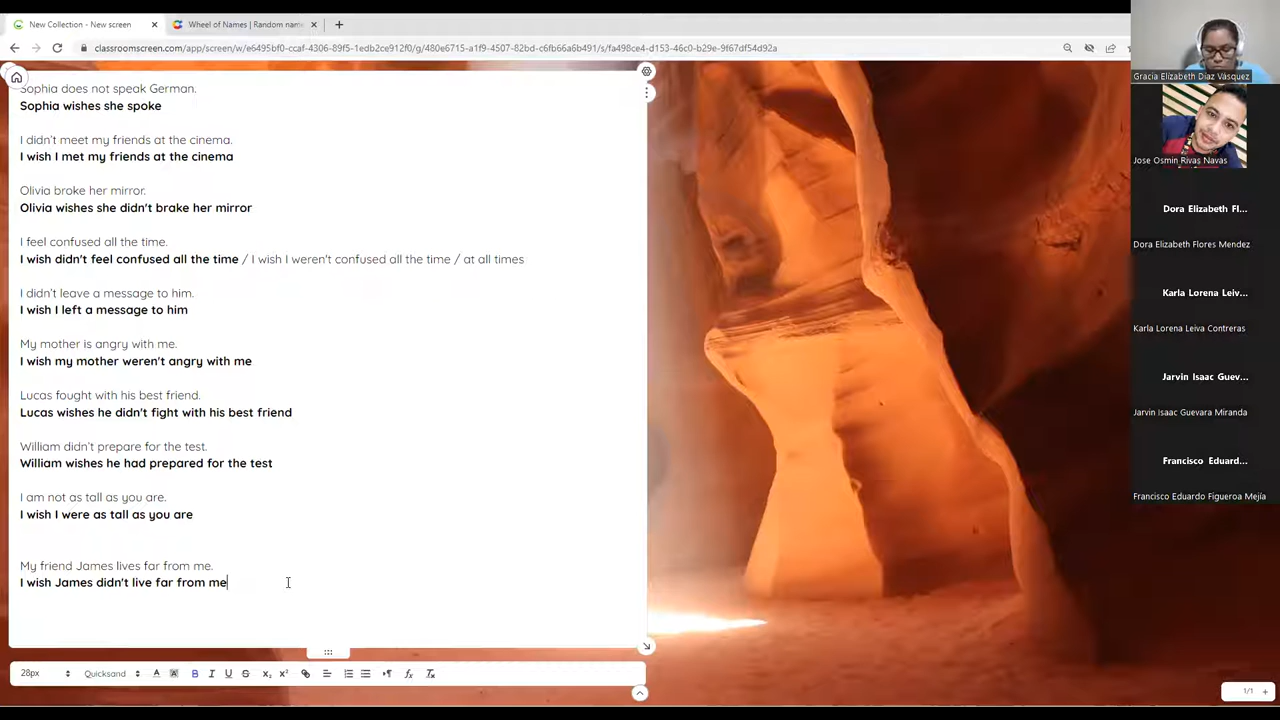 New Collection - New screen
Wheel of Names | Random name
classroomscreen.com/app/screen/w/e6495bf0-ccaf-4306-89f5-1edb2ce912f0/g/480e6715-a1f9-4507-82bd-c6fb66a6b491/s/fa498ce4-d153-46c0-b29e-9f67df54d92a
Sophia does not speak German.
Sophia wishes she spoke
I didn't meet my friends at the cinema.
I wish I met my friends at the cinema
Olivia broke her mirror.
Olivia wishes she didn't brake her mirror
I feel confused all the time.
I wish didn't feel confused all the time / I wish I weren't confused all the time / at all times
I didn't leave a message to him.
I wish I left a message to him
My mother is angry with me.
I wish my mother weren't angry with me
Lucas fought with his best friend.
Lucas wishes he didn't fight with his best friend
William didn't prepare for the test.
William wishes he had prepared for the test
I am not as tall as you are.
I wish I were as tall as you are
My friend James lives far from me.
I wish James didn't live far from me
28px
Quicksand
1/1
Gracia Elizabeth Díaz Vásquez
Jose Osmin Rivas Navas
Dora Elizabeth Fl...
Dora Elizabeth Flores Mendez
Karla Lorena Leiv...
Karla Lorena Leiva Contreras
Jarvin Isaac Guev...
Jarvin Isaac Guevara Miranda
Francisco Eduard...
Francisco Eduardo Figueroa Mejía